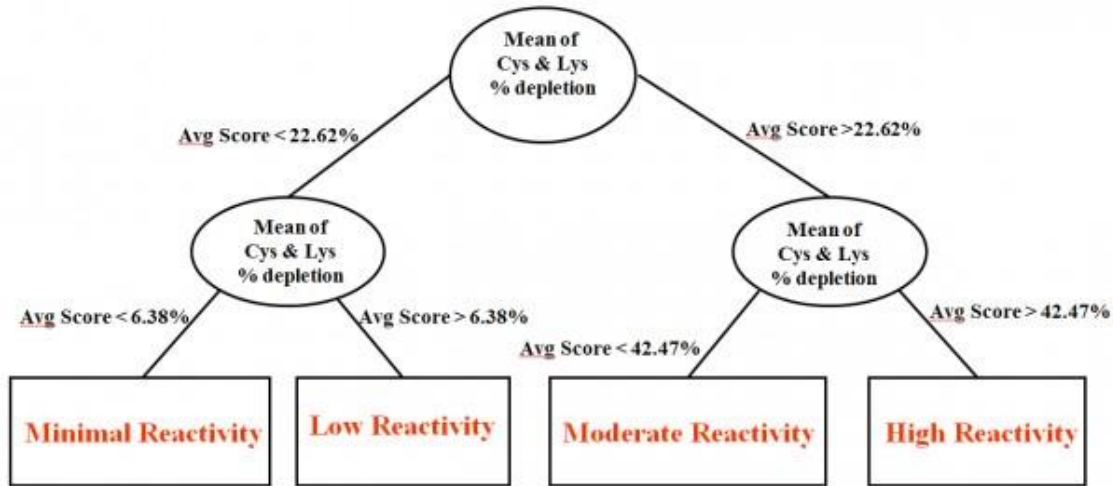 Mean of
Cys & Lys
% depletion
Avg Score < 22.62%
Avg Score >22.62%
Mean of
Cys & Lys
% depletion
Mean of
Cys & Lys
% depletion
Avg Score < 6.38%
Avg Score > 6.38%
Avg Score < 42.47%
Avg Score > 42.47%
Minimal Reactivity
Low Reactivity
Moderate Reactivity
High Reactivity